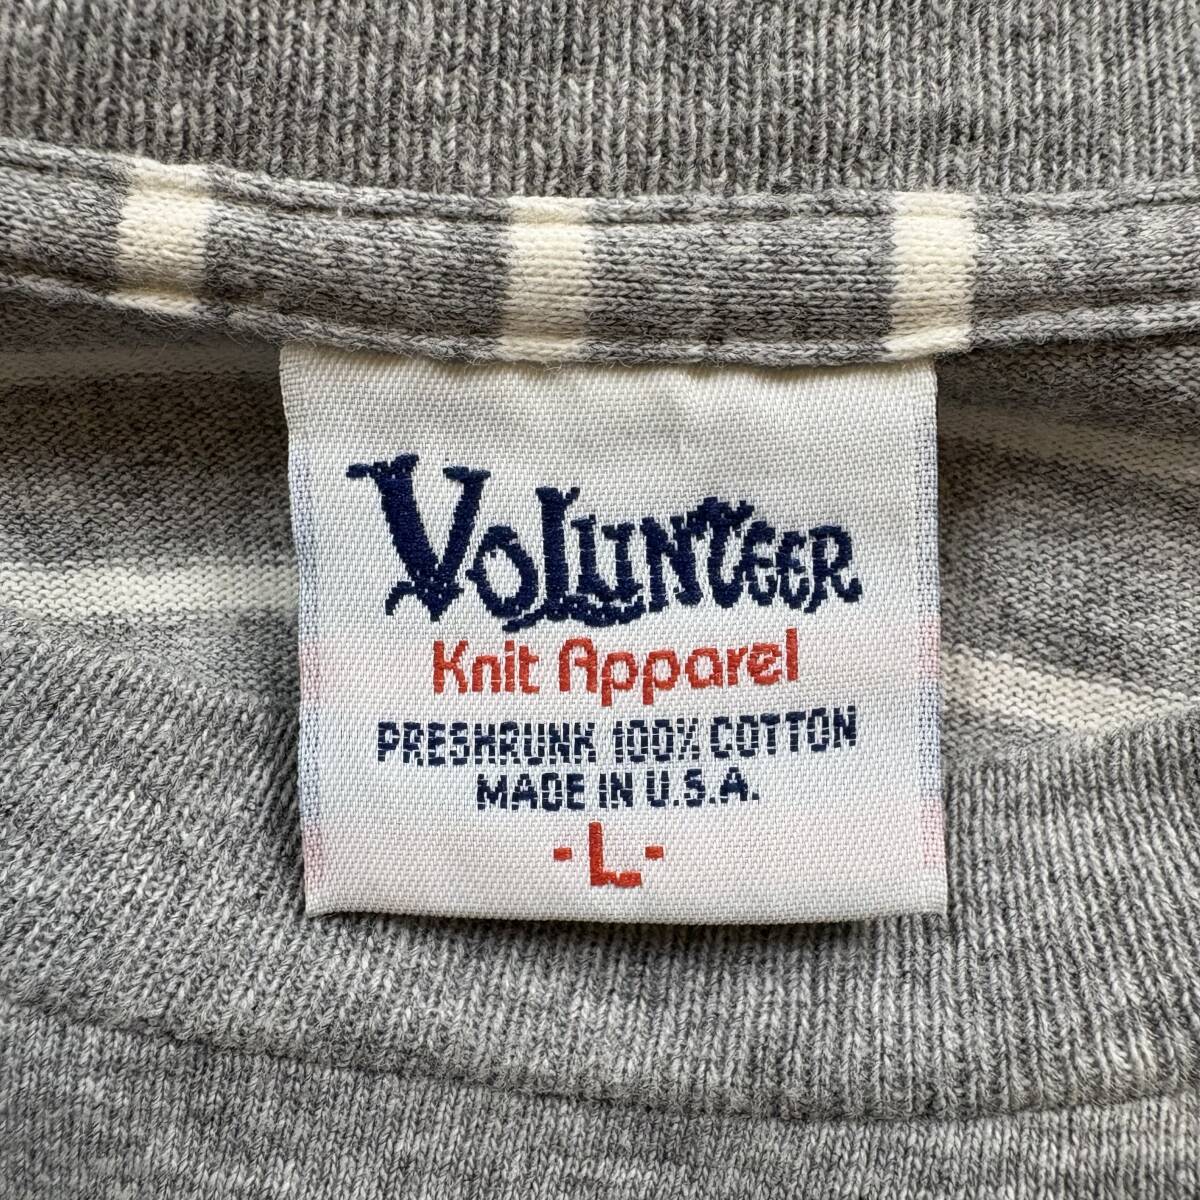 VOLUNTEER
Knit Apparel
PRESHRUNK 100% COTTON
MADE IN U.S.A.
-L-